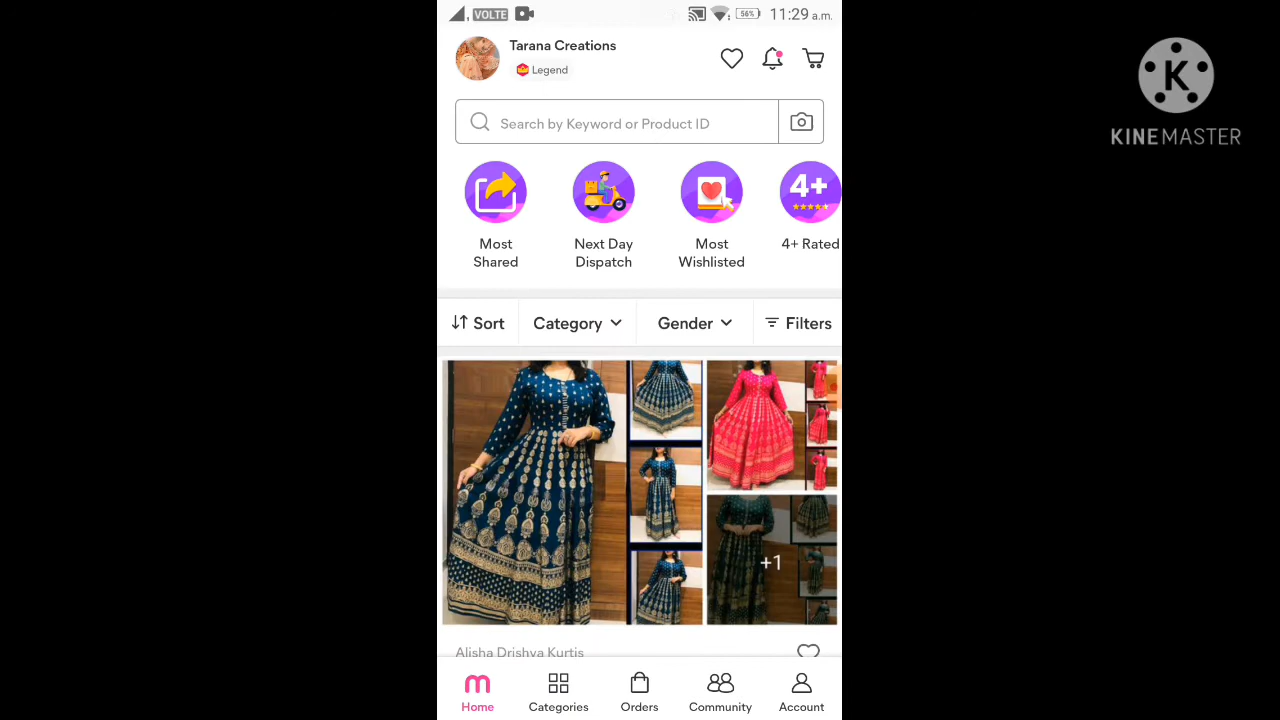 VOLTE
56%
11:29 a.m.
Tarana Creations
Legend
Search by Keyword or Product ID
4+
Most
Shared
Next Day
Dispatch
Most
Wishlisted
4+ Rated
Sort
Category
Gender
Filters
+1
Alisha Drishya Kurtis
m
Home
Categories
Orders
Community
Account
K
KINEMASTER